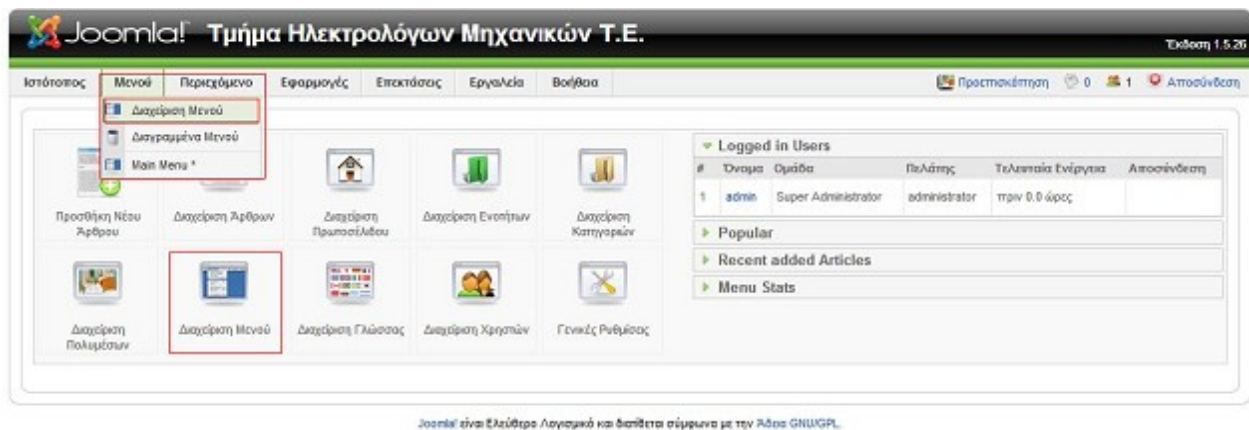 Joomla! Τμήμα Ηλεκτρολόγων Μηχανικών Τ.Ε.
Έκδοση 1.5.26
Ιστότοπος Μενού Περιεχόμενο Εφαρμογές Επεκτάσεις Εργαλεία Βοήθεια Προεπισκόπηση 0 1 Αποσύνδεση
Διαχείριση Μενού
Διαγραμμένα Μενού
Main Menu *
Προσθήκη Νέου Άρθρου
Διαχείριση Άρθρων
Διαχείριση Πρωτοσέλιδου
Διαχείριση Ενοτήτων
Διαχείριση Κατηγοριών
Διαχείριση Πολυμέσων
Διαχείριση Μενού
Διαχείριση Γλώσσας
Διαχείριση Χρηστών
Γενικές Ρυθμίσεις
Logged in Users
# Όνομα Ομάδα Πελάτης Τελευταία Ενέργεια Αποσύνδεση
1 admin Super Administrator administrator πριν 0.0 ώρες
Popular
Recent added Articles
Menu Stats
Joomla! είναι Ελεύθερο Λογισμικό και διατίθεται σύμφωνα με την Άδεια GNU/GPL.